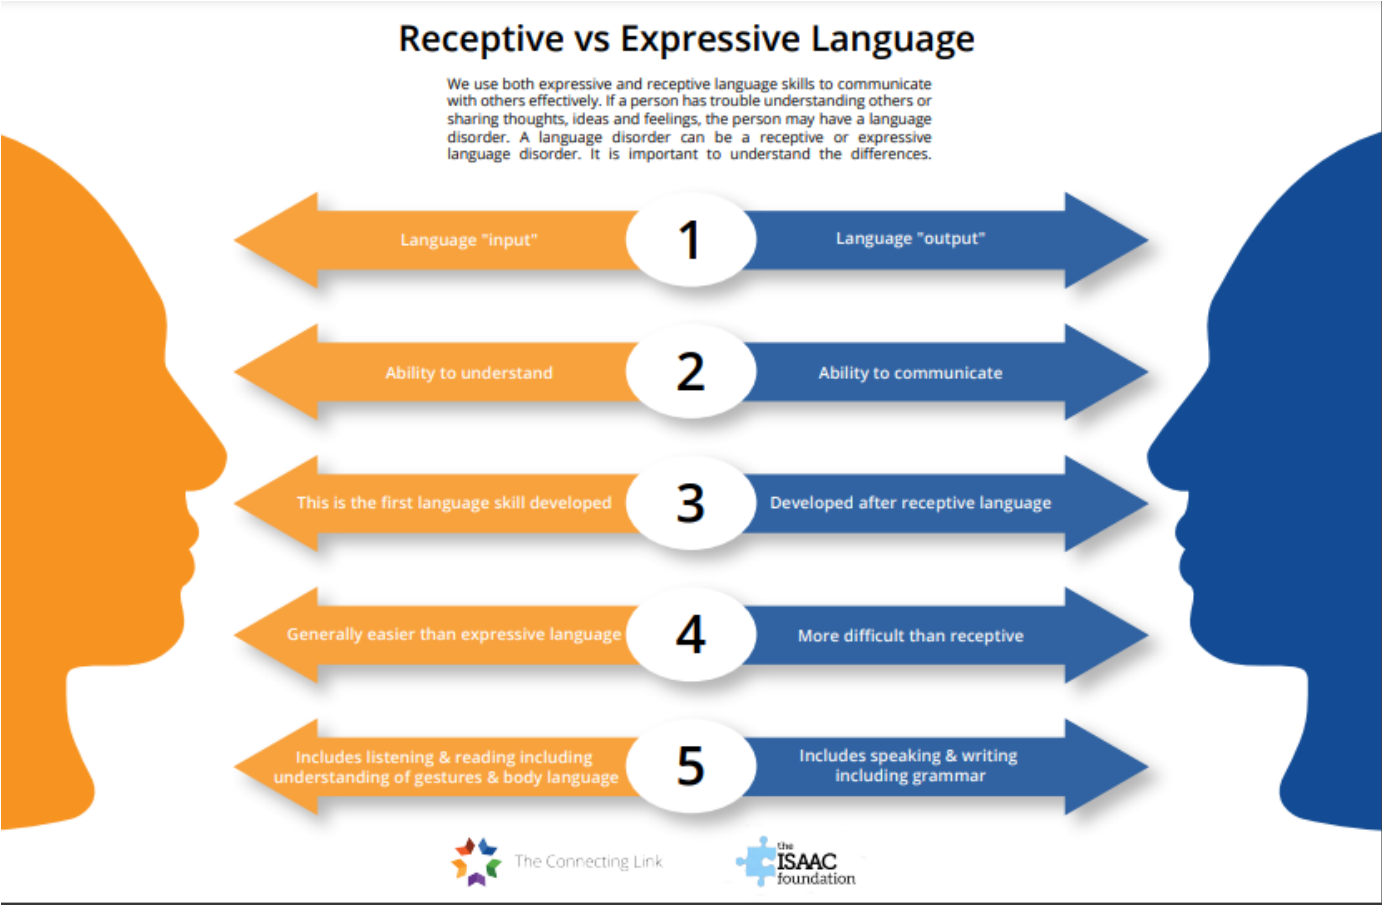 Receptive vs Expressive Language
We use both expressive and receptive language skills to communicate
with others effectively. If a person has trouble understanding others or
sharing thoughts, ideas and feelings, the person may have a language
disorder. A language disorder can be a receptive or expressive
language disorder. It is important to understand the differences.
Language "input"
1
Language "output"
Ability to understand
2
Ability to communicate
This is the first language skill developed
3
Developed after receptive language
Generally easier than expressive language
4
More difficult than receptive
Includes listening & reading including
understanding of gestures & body language
5
Includes speaking & writing
including grammar
The Connecting Link
the
ISAAC
foundation